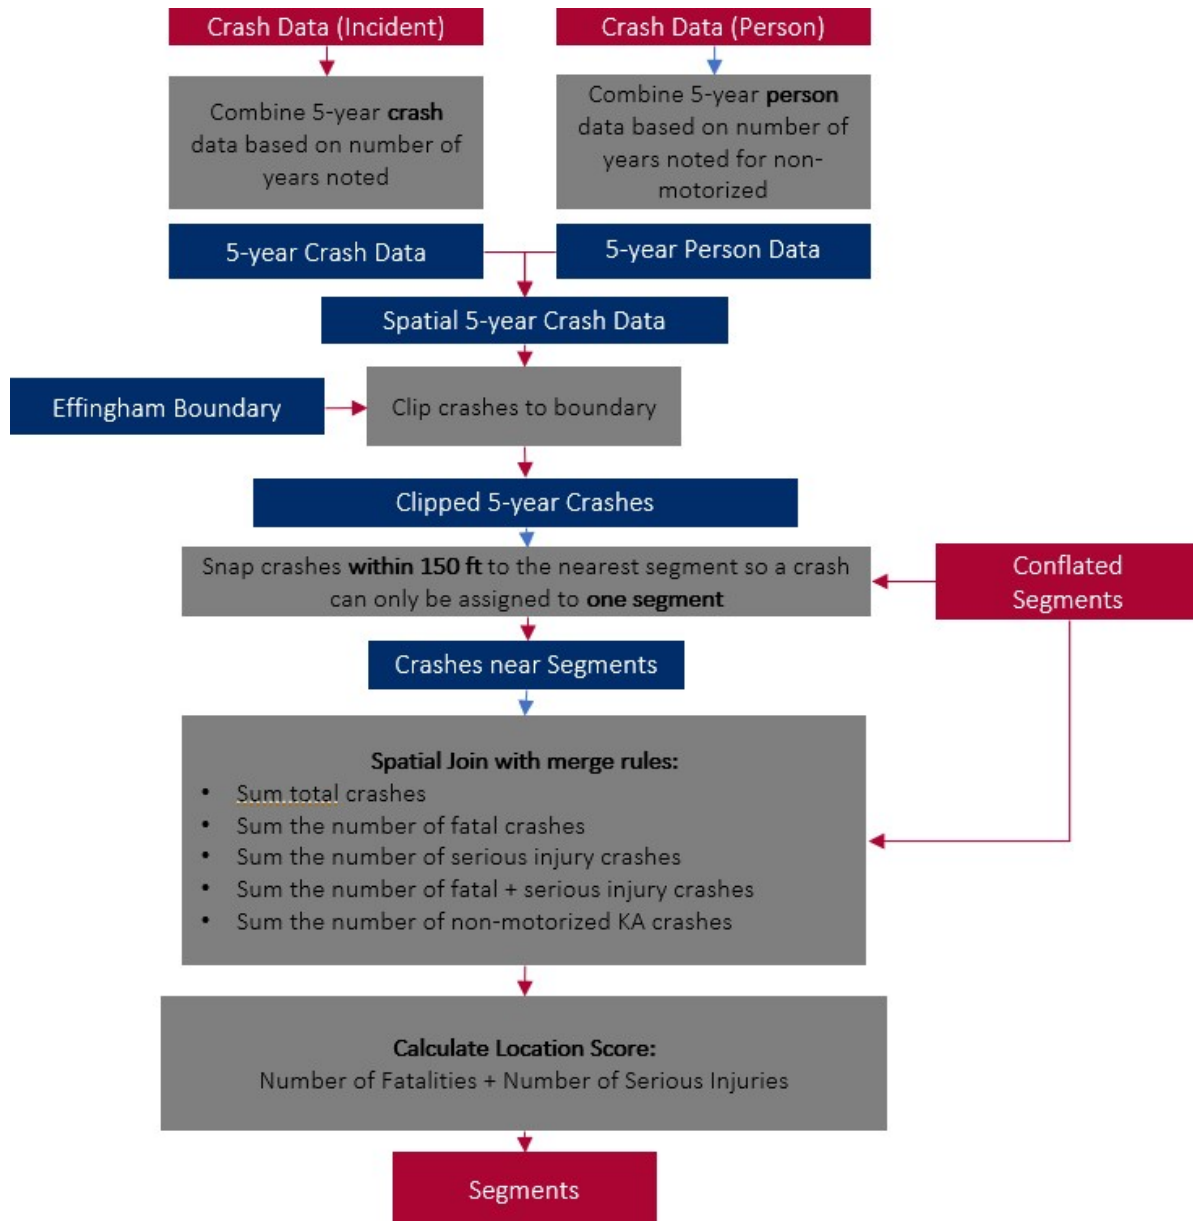 Crash Data (Incident)
Crash Data (Person)
Combine 5-year crash
data based on number of
years noted
Combine 5-year person
data based on number of
years noted for non-
motorized
5-year Crash Data
5-year Person Data
Spatial 5-year Crash Data
Effingham Boundary
Clip crashes to boundary
Clipped 5-year Crashes
Snap crashes within 150 ft to the nearest segment so a crash
can only be assigned to one segment
Conflated
Segments
Crashes near Segments
Spatial Join with merge rules:
• Sum total crashes
• Sum the number of fatal crashes
• Sum the number of serious injury crashes
• Sum the number of fatal + serious injury crashes
• Sum the number of non-motorized KA crashes
Calculate Location Score:
Number of Fatalities + Number of Serious Injuries
Segments